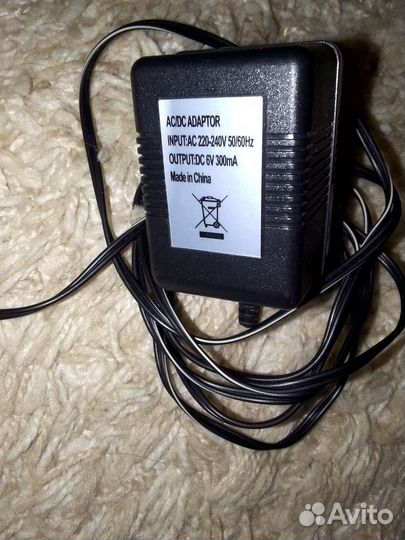 AC/DC ADAPTOR
INPUT:AC 220-240V 50/60Hz
OUTPUT:DC 6V 300mA
Made in China
Avito